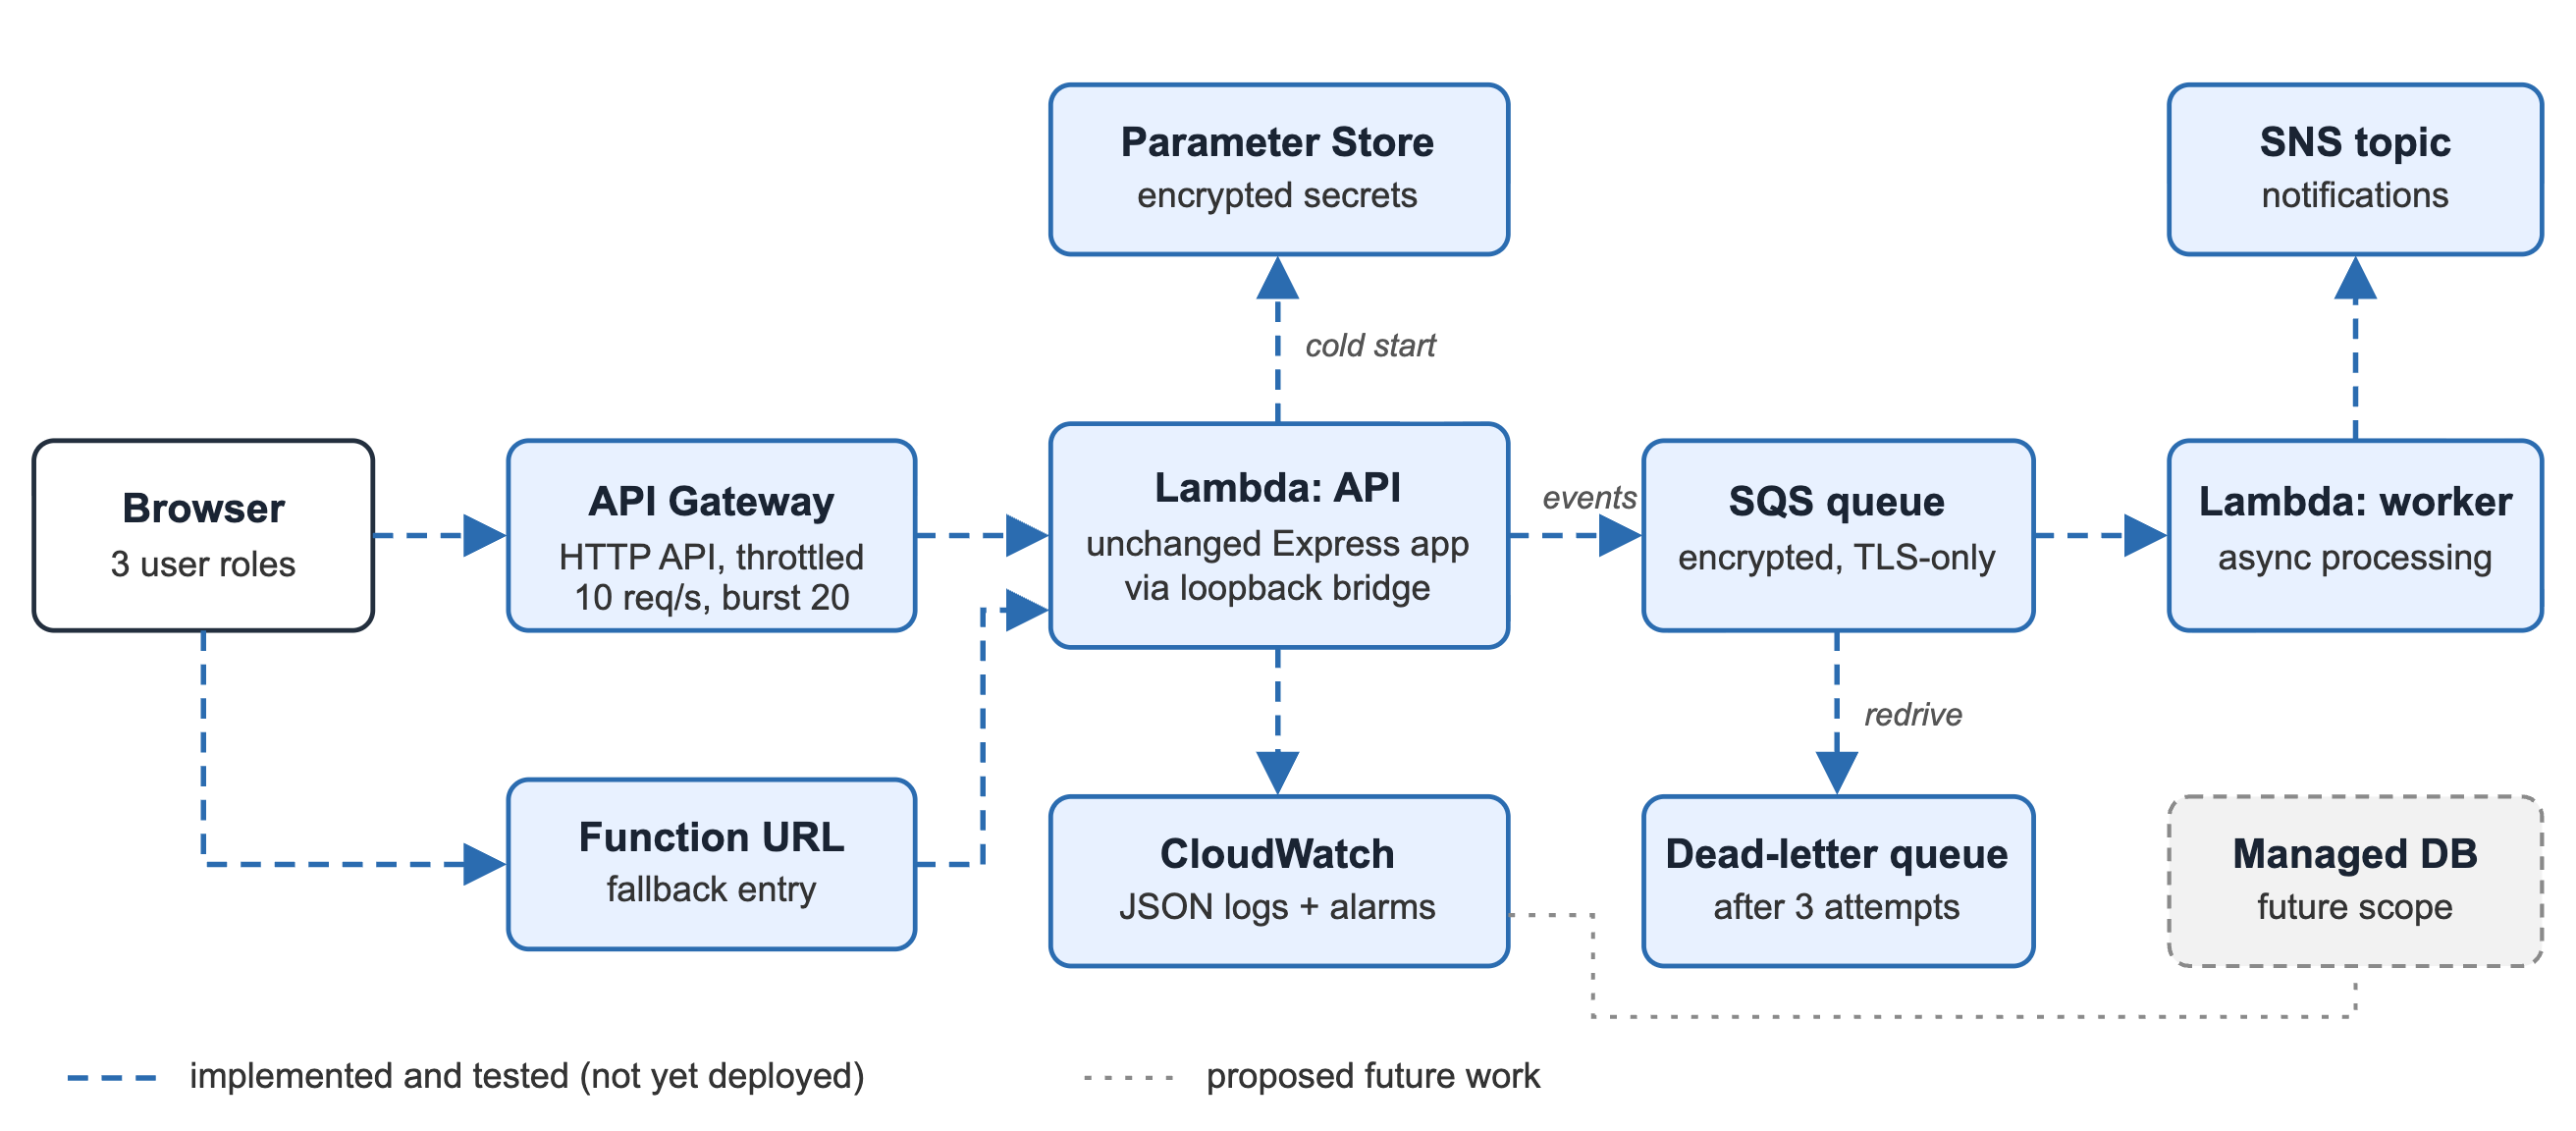 Parameter Store
encrypted secrets
SNS topic
notifications
cold start
Browser
3 user roles
API Gateway
HTTP API, throttled
10 req/s, burst 20
Lambda: API
unchanged Express app
via loopback bridge
events
SQS queue
encrypted, TLS-only
Lambda: worker
async processing
redrive
Function URL
fallback entry
CloudWatch
JSON logs + alarms
Dead-letter queue
after 3 attempts
Managed DB
future scope
implemented and tested (not yet deployed)
proposed future work